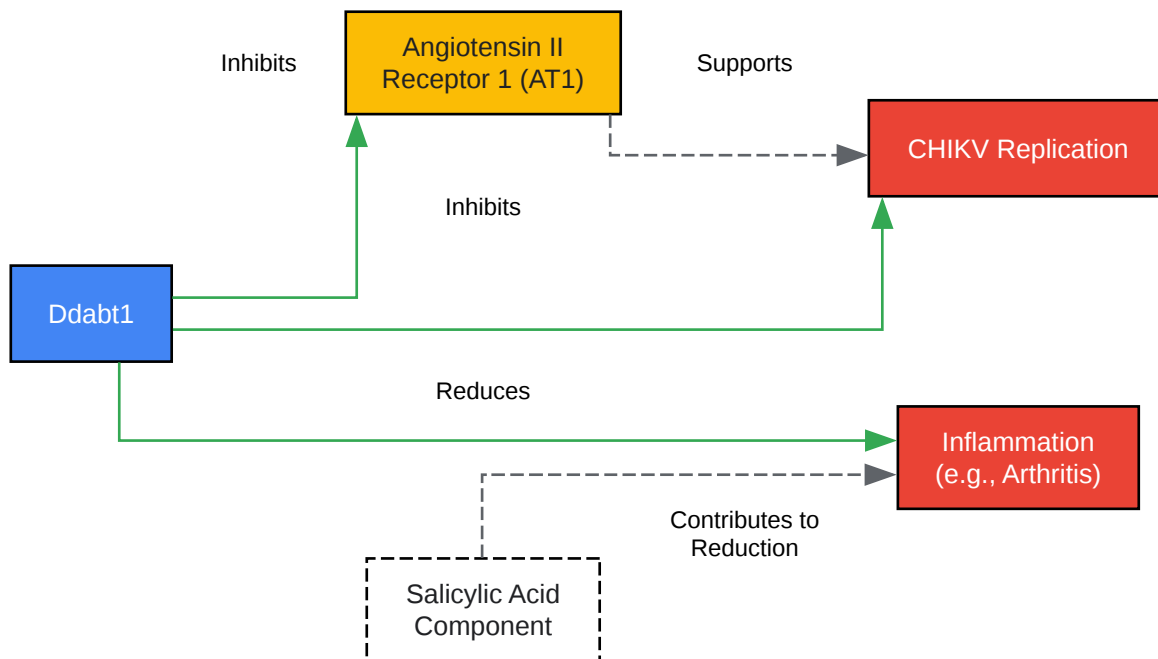 Inhibits
Angiotensin II
Receptor 1 (AT1)
Supports
CHIKV Replication
Inhibits
Ddabt1
Reduces
Inflammation
(e.g., Arthritis)
Contributes to
Reduction
Salicylic Acid
Component